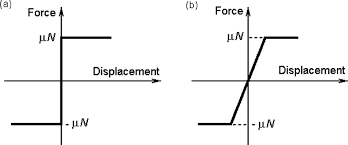 (a)
Force
μN
Displacement
- μN
(b)
Force
μN
Displacement
- μN